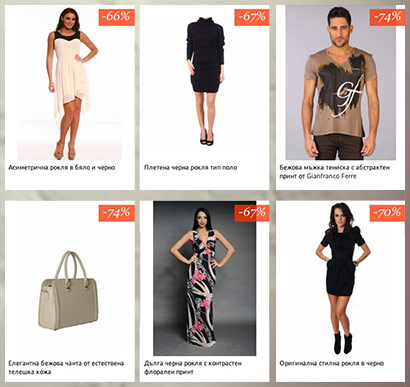 -66%
-67%
-74%
Асиметрична рокля в бяло и черно
Плетена черна рокля тип поло
Бежова мъжка тениска с абстрактен
принт от Gianfranco Ferre
-74%
-67%
-70%
Елегантна бежова чанта от естествена
телешка кожа
Дълга черна рокля с контрастен
флорален принт
Оригинална стилна рокля в черно